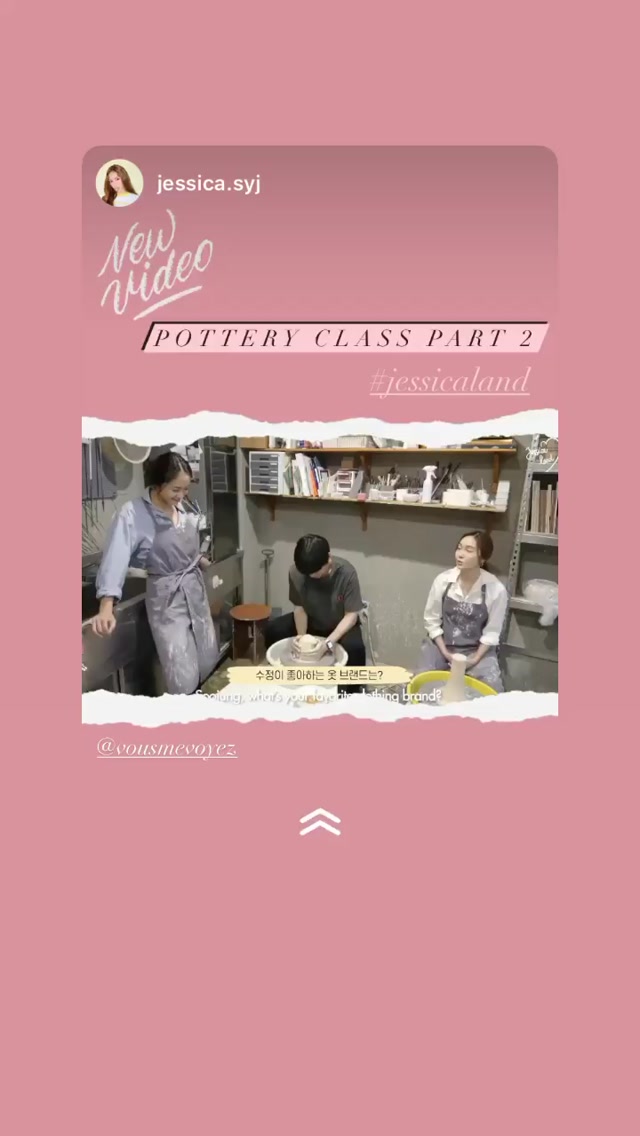 jessica.syj
New
video
POTTERY CLASS PART 2
#jessicaland
수정이 좋아하는 옷 브랜드는?
Soojung, what's your favorite clothing brand?
@vousmevoyez